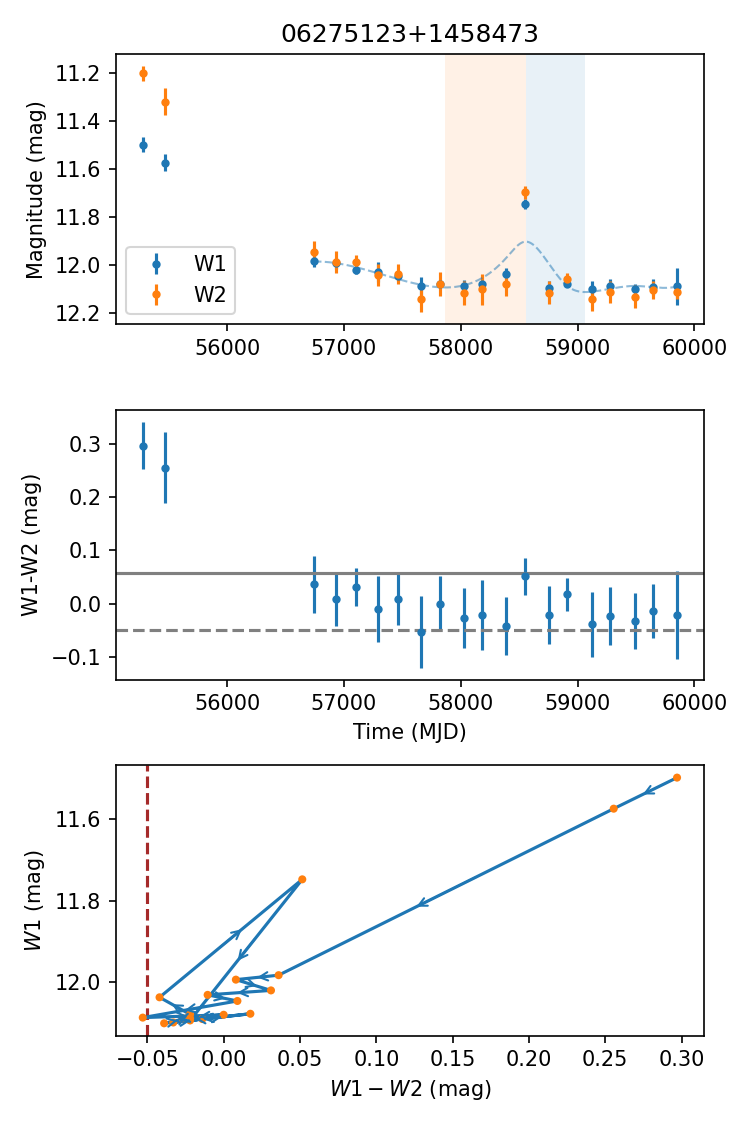 06275123+1458473
Magnitude (mag)
11.2
11.4
11.6
11.8
12.0
12.2
W1
W2
56000 57000 58000 59000 60000
W1-W2 (mag)
0.3
0.2
0.1
0.0
−0.1
56000 57000 58000 59000 60000
Time (MJD)
W1 (mag)
11.6
11.8
12.0
−0.05 0.00 0.05 0.10 0.15 0.20 0.25 0.30
W1 − W2 (mag)